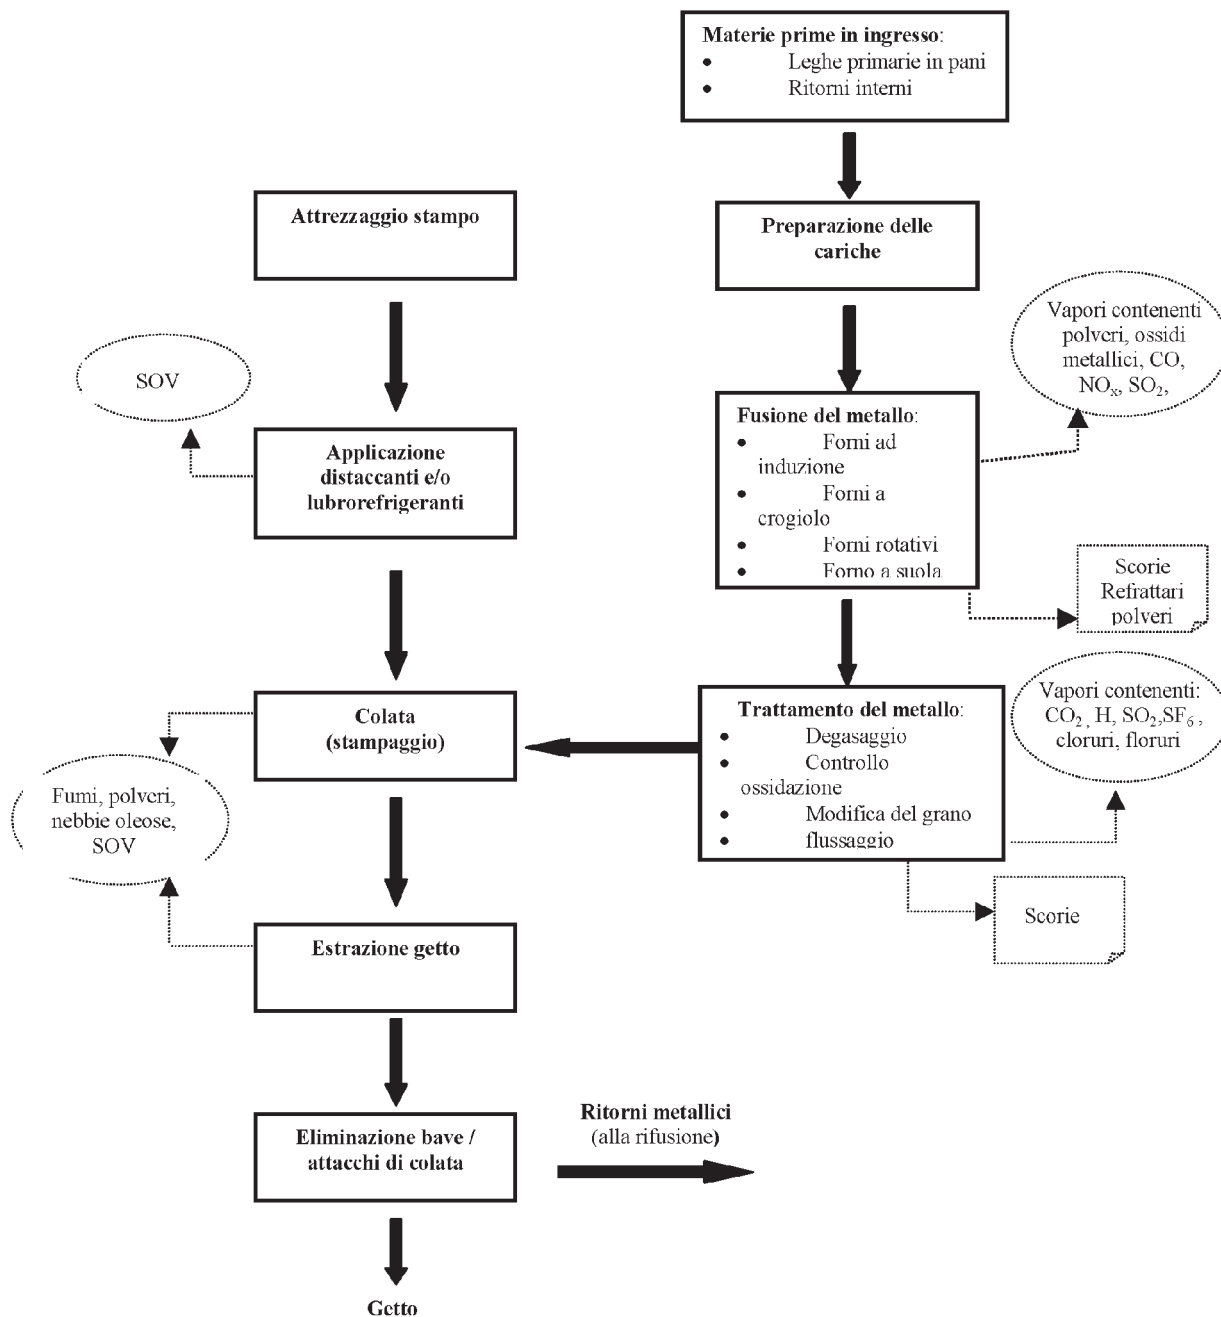 Materie prime in ingresso:
• Leghe primarie in pani
• Ritorni interni
Attrezzaggio stampo
Preparazione delle
cariche
Vapori contenenti
polveri, ossidi
metallici, CO,
NOx, SO2,
SOV
Fusione del metallo:
• Forni ad
induzione
• Forni a
crogiolo
• Forni rotativi
• Forno a suola
Applicazione
distaccanti e/o
lubrorefrigeranti
Scorie
Refrattari
polveri
Vapori contenenti:
CO2, H, SO2,SF6,
cloruri, floruri
Trattamento del metallo:
• Degasaggio
• Controllo
ossidazione
• Modifica del grano
• flussaggio
Colata
(stampaggio)
Fumi, polveri,
nebbie oleose,
SOV
Scorie
Estrazione getto
Eliminazione bave /
attacchi di colata
Ritorni metallici
(alla rifusione)
Getto